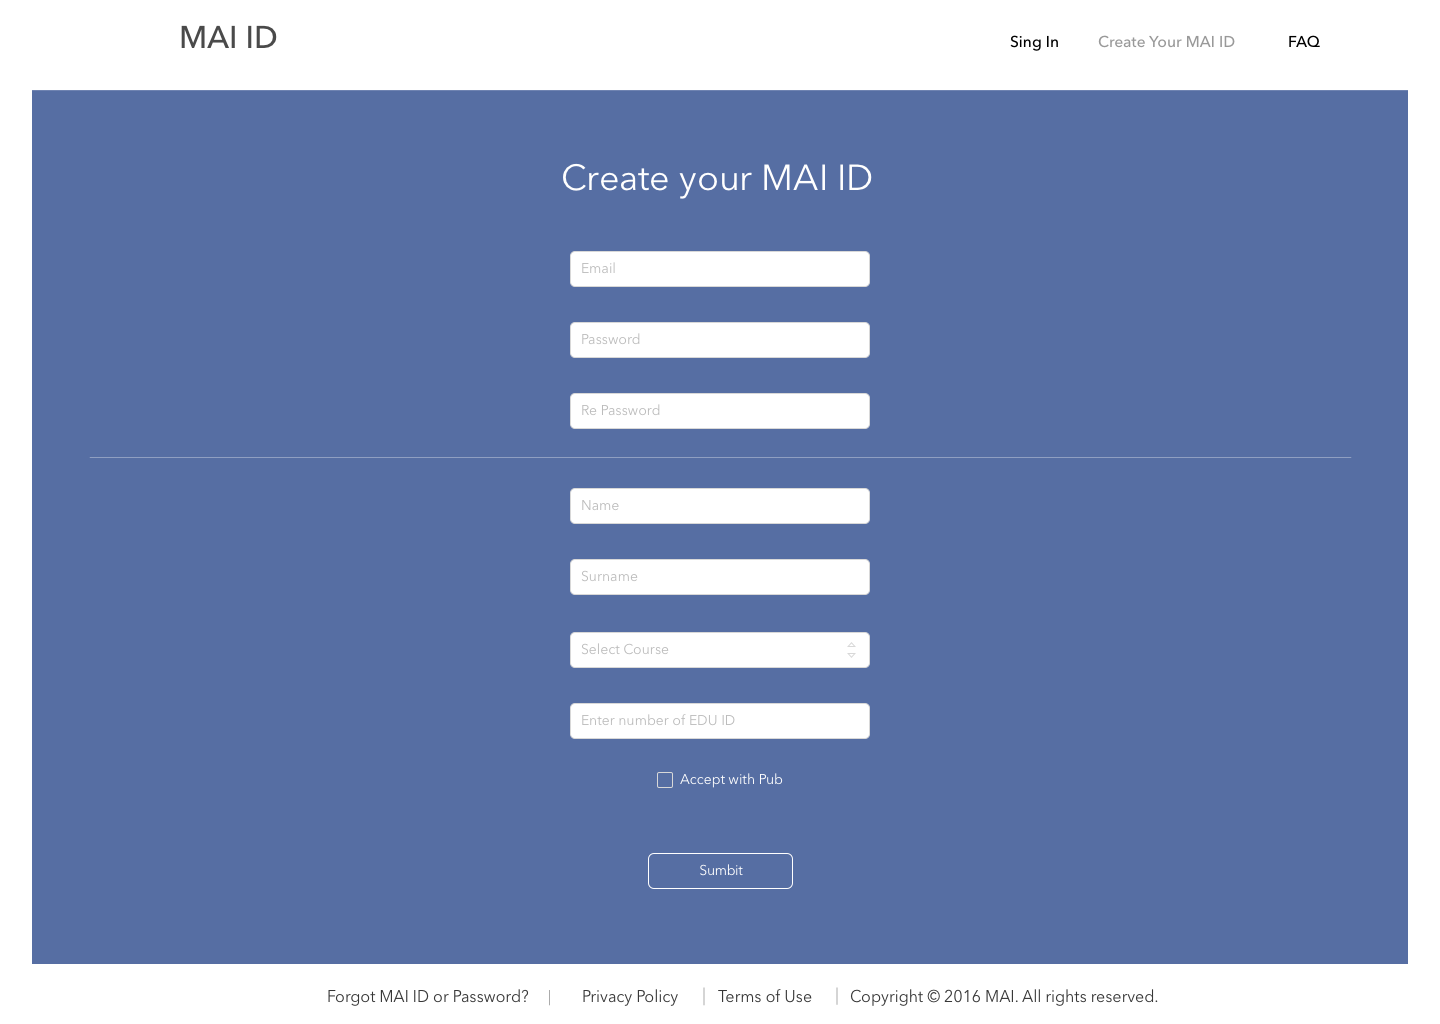 MAI ID
Sing In Create Your MAI ID FAQ
Create your MAI ID
Email
Password
Re Password
Name
Surname
Select Course
Enter number of EDU ID
Accept with Pub
Sumbit
Forgot MAI ID or Password? | Privacy Policy | Terms of Use | Copyright © 2016 MAI. All rights reserved.